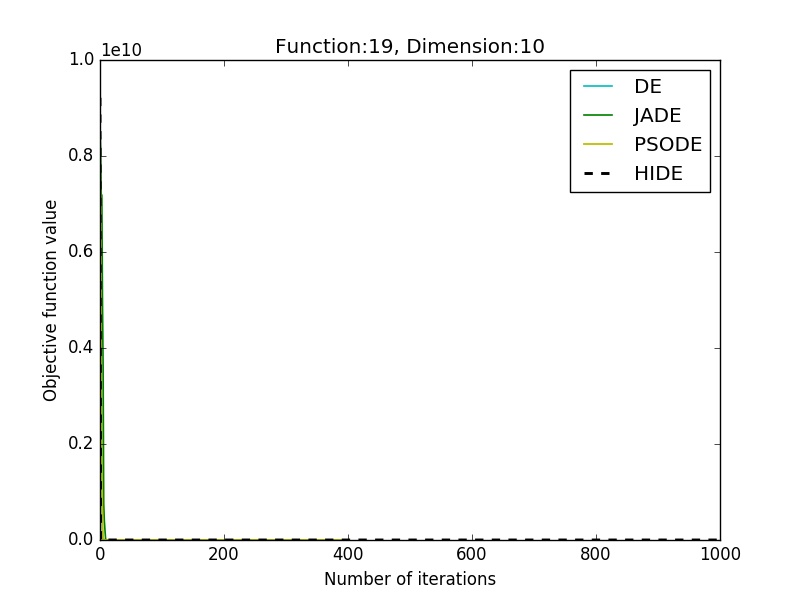 Function:19, Dimension:10
1e10
1.0
0.8
0.6
0.4
0.2
0.0
Objective function value
DE
JADE
PSODE
HIDE
0 200 400 600 800 1000
Number of iterations